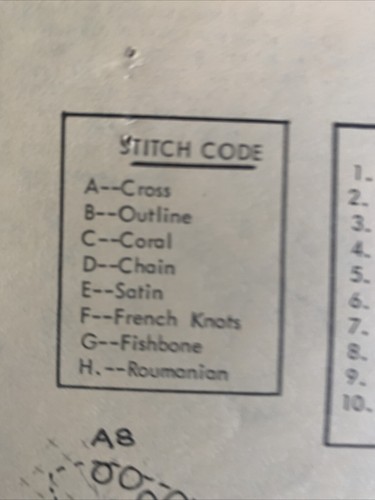 STITCH CODE
A--Cross
B--Outline
C--Coral
D--Chain
E--Satin
F--French Knots
G--Fishbone
H.--Roumanian
1.
2.
3.
4.
5.
6.
7.
8.
9.
10.
A8